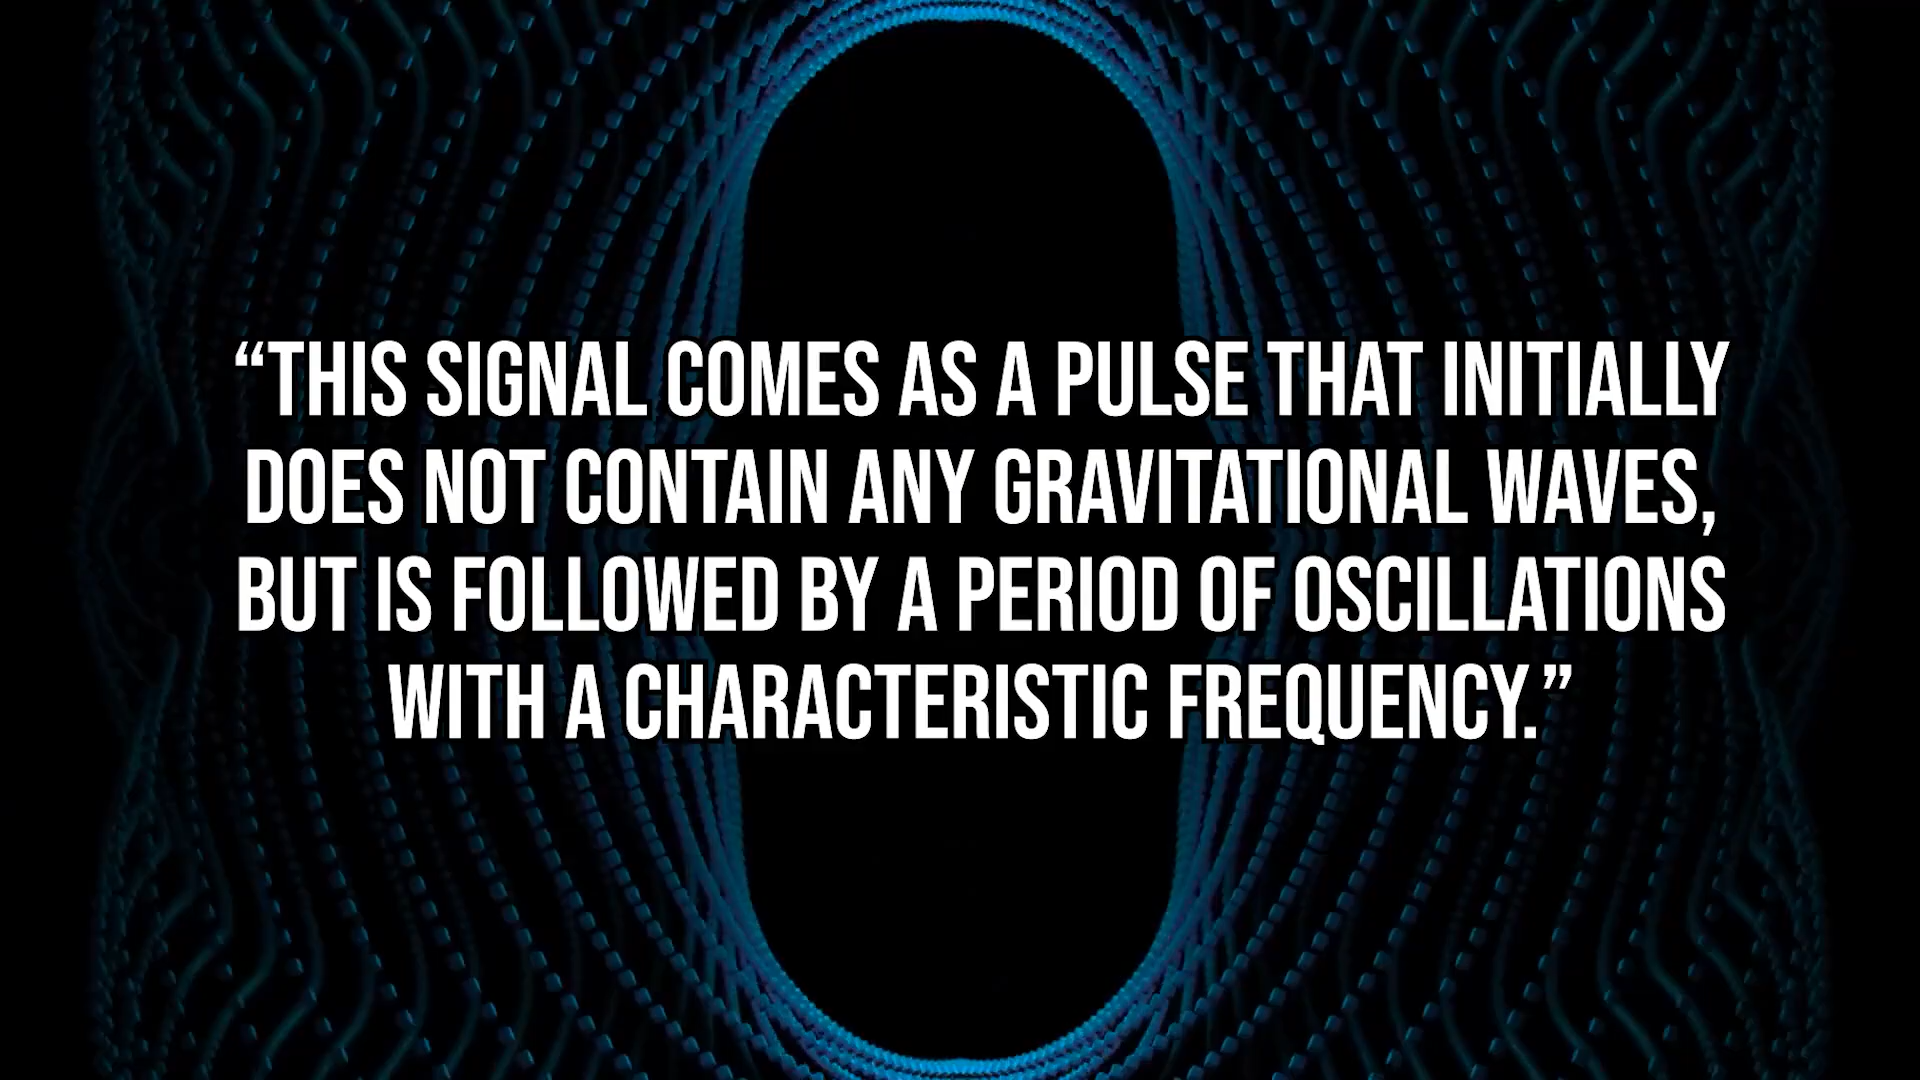 “THIS SIGNAL COMES AS A PULSE THAT INITIALLY
DOES NOT CONTAIN ANY GRAVITATIONAL WAVES,
BUT IS FOLLOWED BY A PERIOD OF OSCILLATIONS
WITH A CHARACTERISTIC FREQUENCY.”